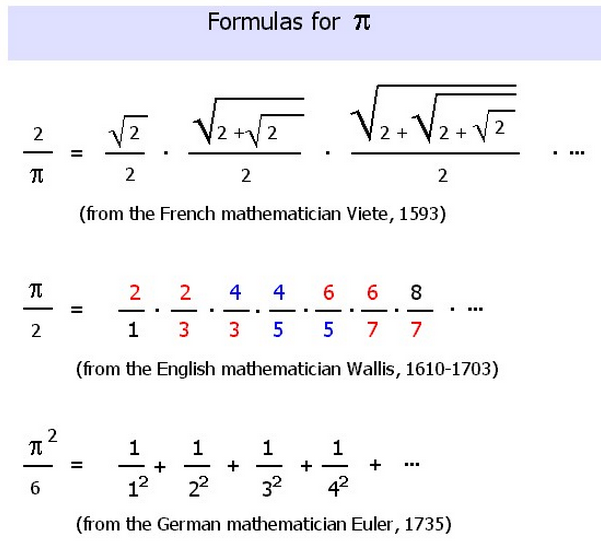 Formulas for π
2/π = √2/2 · √(2+√2)/2 · √(2+√(2+√2))/2 · ···
(from the French mathematician Viete, 1593)
π/2 = 2/1 · 2/3 · 4/3 · 4/5 · 6/5 · 6/7 · 8/7 · ···
(from the English mathematician Wallis, 1610-1703)
π²/6 = 1/1² + 1/2² + 1/3² + 1/4² + ···
(from the German mathematician Euler, 1735)